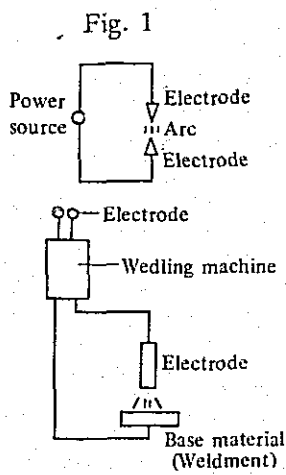 Fig. 1
Power
source
Electrode
Arc
Electrode
Electrode
Wedling machine
Electrode
Base material
(Weldment)